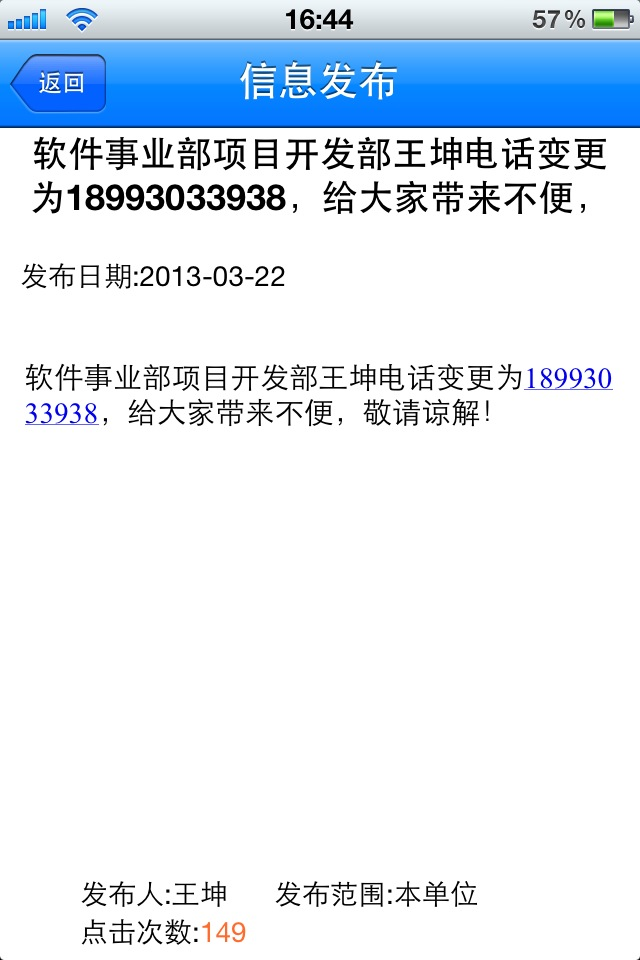 16:44
57%
返回
信息发布
软件事业部项目开发部王坤电话变更
为18993033938，给大家带来不便，
发布日期:2013-03-22
软件事业部项目开发部王坤电话变更为189930
33938，给大家带来不便，敬请谅解！
发布人:王坤 发布范围:本单位
点击次数:149